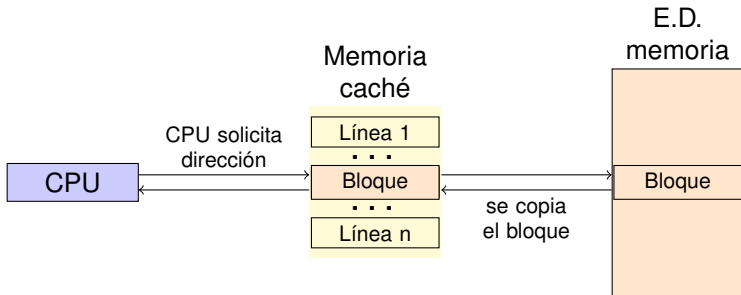 E.D.
memoria
Memoria
caché
CPU solicita
dirección
Línea 1
. . .
CPU
Bloque
Bloque
. . .
se copia
el bloque
Línea n